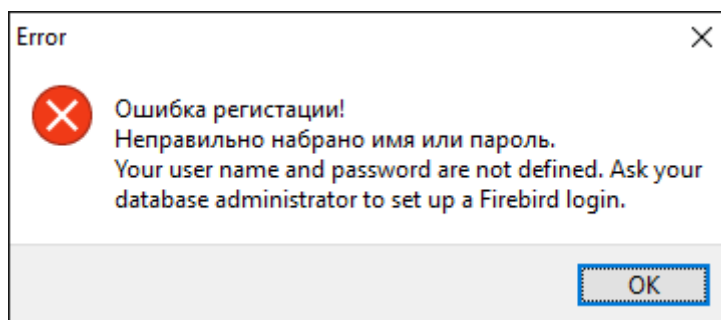 Error
Ошибка регистации!
Неправильно набрано имя или пароль.
Your user name and password are not defined. Ask your
database administrator to set up a Firebird login.
OK